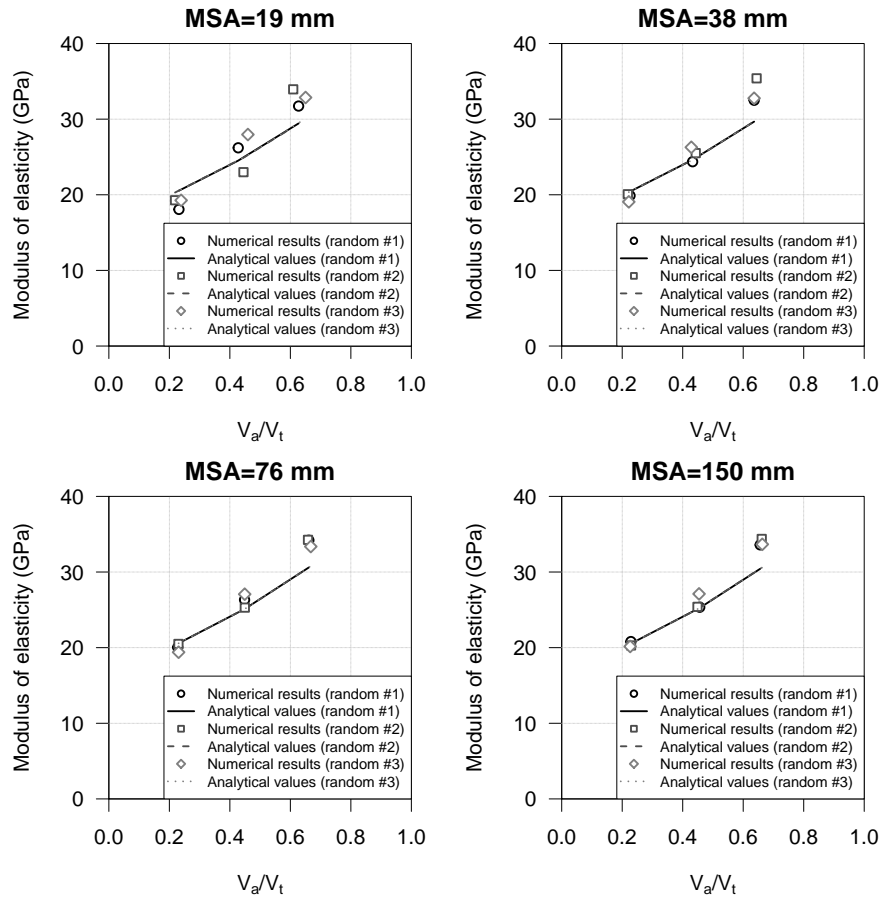 MSA=19 mm
Modulus of elasticity (GPa)
40
30
20
10
0
Numerical results (random #1)
Analytical values (random #1)
Numerical results (random #2)
Analytical values (random #2)
Numerical results (random #3)
Analytical values (random #3)
0.0 0.2 0.4 0.6 0.8 1.0
Va/Vt
MSA=38 mm
Modulus of elasticity (GPa)
40
30
20
10
0
Numerical results (random #1)
Analytical values (random #1)
Numerical results (random #2)
Analytical values (random #2)
Numerical results (random #3)
Analytical values (random #3)
0.0 0.2 0.4 0.6 0.8 1.0
Va/Vt
MSA=76 mm
Modulus of elasticity (GPa)
40
30
20
10
0
Numerical results (random #1)
Analytical values (random #1)
Numerical results (random #2)
Analytical values (random #2)
Numerical results (random #3)
Analytical values (random #3)
0.0 0.2 0.4 0.6 0.8 1.0
Va/Vt
MSA=150 mm
Modulus of elasticity (GPa)
40
30
20
10
0
Numerical results (random #1)
Analytical values (random #1)
Numerical results (random #2)
Analytical values (random #2)
Numerical results (random #3)
Analytical values (random #3)
0.0 0.2 0.4 0.6 0.8 1.0
Va/Vt